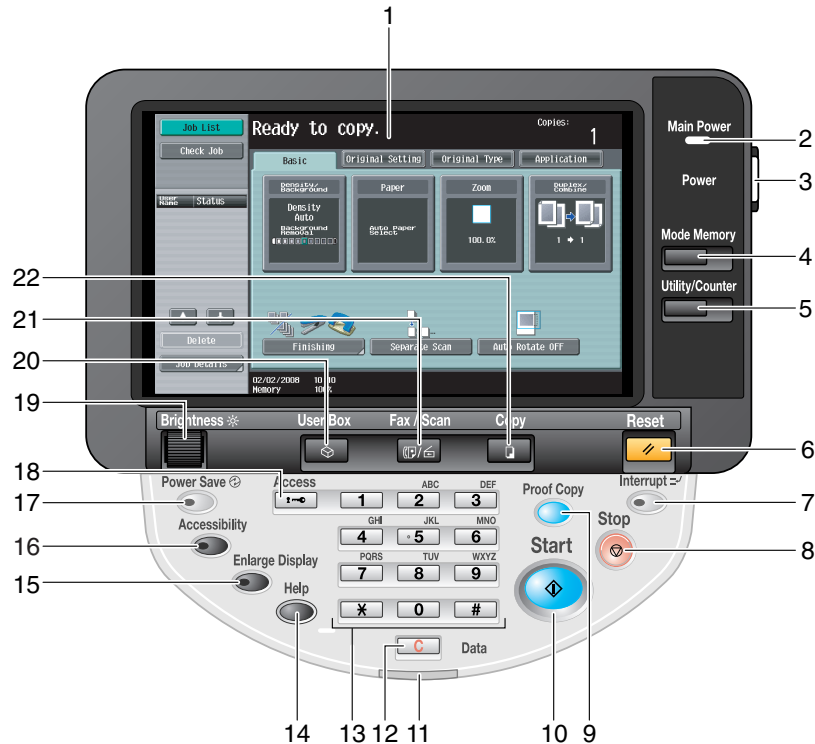 1
Job List
Ready to copy.
Copies:
1
Check Job
Basic
Original Setting
Original Type
Application
Main Power
2
Density/
Background
Paper
Zoom
Duplex/
Combine
Power
3
User
Name
Status
Density
Auto
Background
Removal
Auto Paper
Select
100.0%
1 → 1
Mode Memory
4
22
Utility/Counter
5
21
Delete
Finishing
Separate Scan
Auto Rotate OFF
20
Job Details
02/02/2008 10:40
Memory 100%
19
Brightness
User Box
Fax / Scan
Copy
Reset
6
18
Power Save
Access
ABC
DEF
Proof Copy
Interrupt
17
1
2
3
7
GHI
JKL
MNO
Stop
16
Accessibility
4
5
6
Start
8
PQRS
TUV
WXYZ
15
Enlarge Display
7
8
9
Help
* 0 #
C
Data
14
13
12
11
10
9